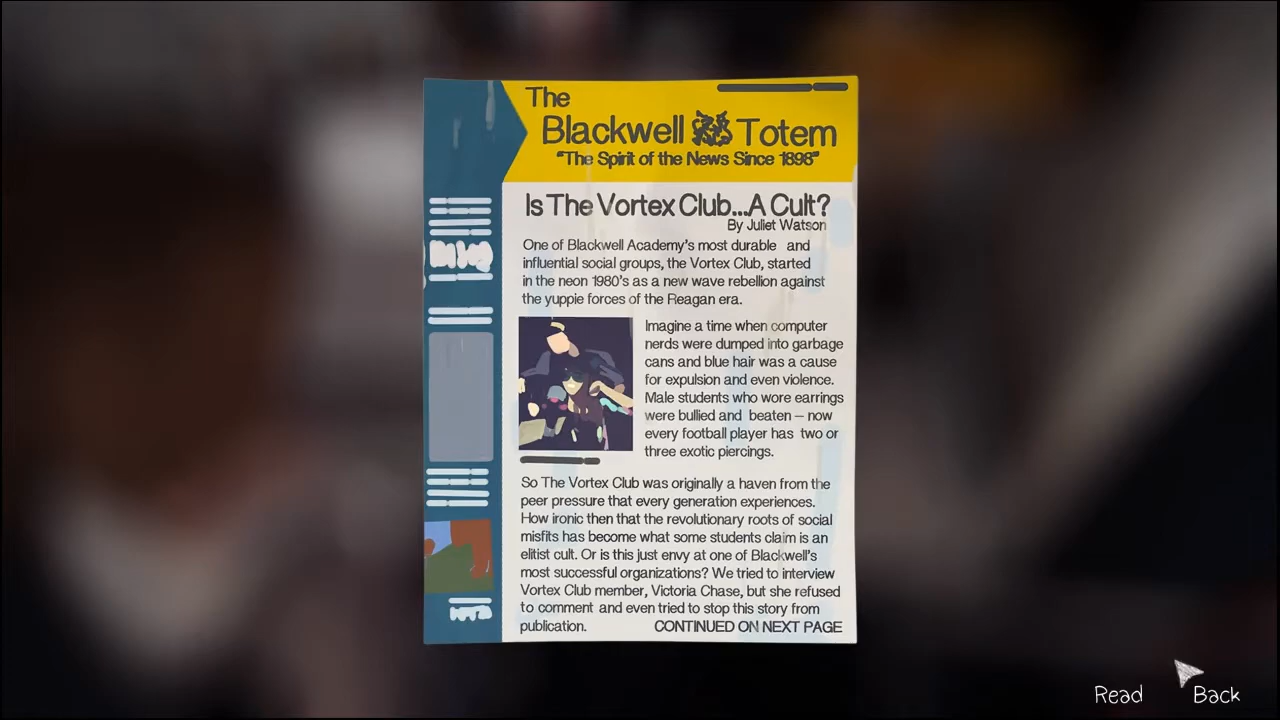 The
Blackwell Totem
"The Spirit of the News Since 1898"
Is The Vortex Club...A Cult?
By Juliet Watson
One of Blackwell Academy's most durable and
influential social groups, the Vortex Club, started
in the neon 1980's as a new wave rebellion against
the yuppie forces of the Reagan era.
Imagine a time when computer
nerds were dumped into garbage
cans and blue hair was a cause
for expulsion and even violence.
Male students who wore earrings
were bullied and beaten – now
every football player has two or
three exotic piercings.
So The Vortex Club was originally a haven from the
peer pressure that every generation experiences.
How ironic then that the revolutionary roots of social
misfits has become what some students claim is an
elitist cult. Or is this just envy at one of Blackwell's
most successful organizations? We tried to interview
Vortex Club member, Victoria Chase, but she refused
to comment and even tried to stop this story from
publication.
CONTINUED ON NEXT PAGE
Read
Back